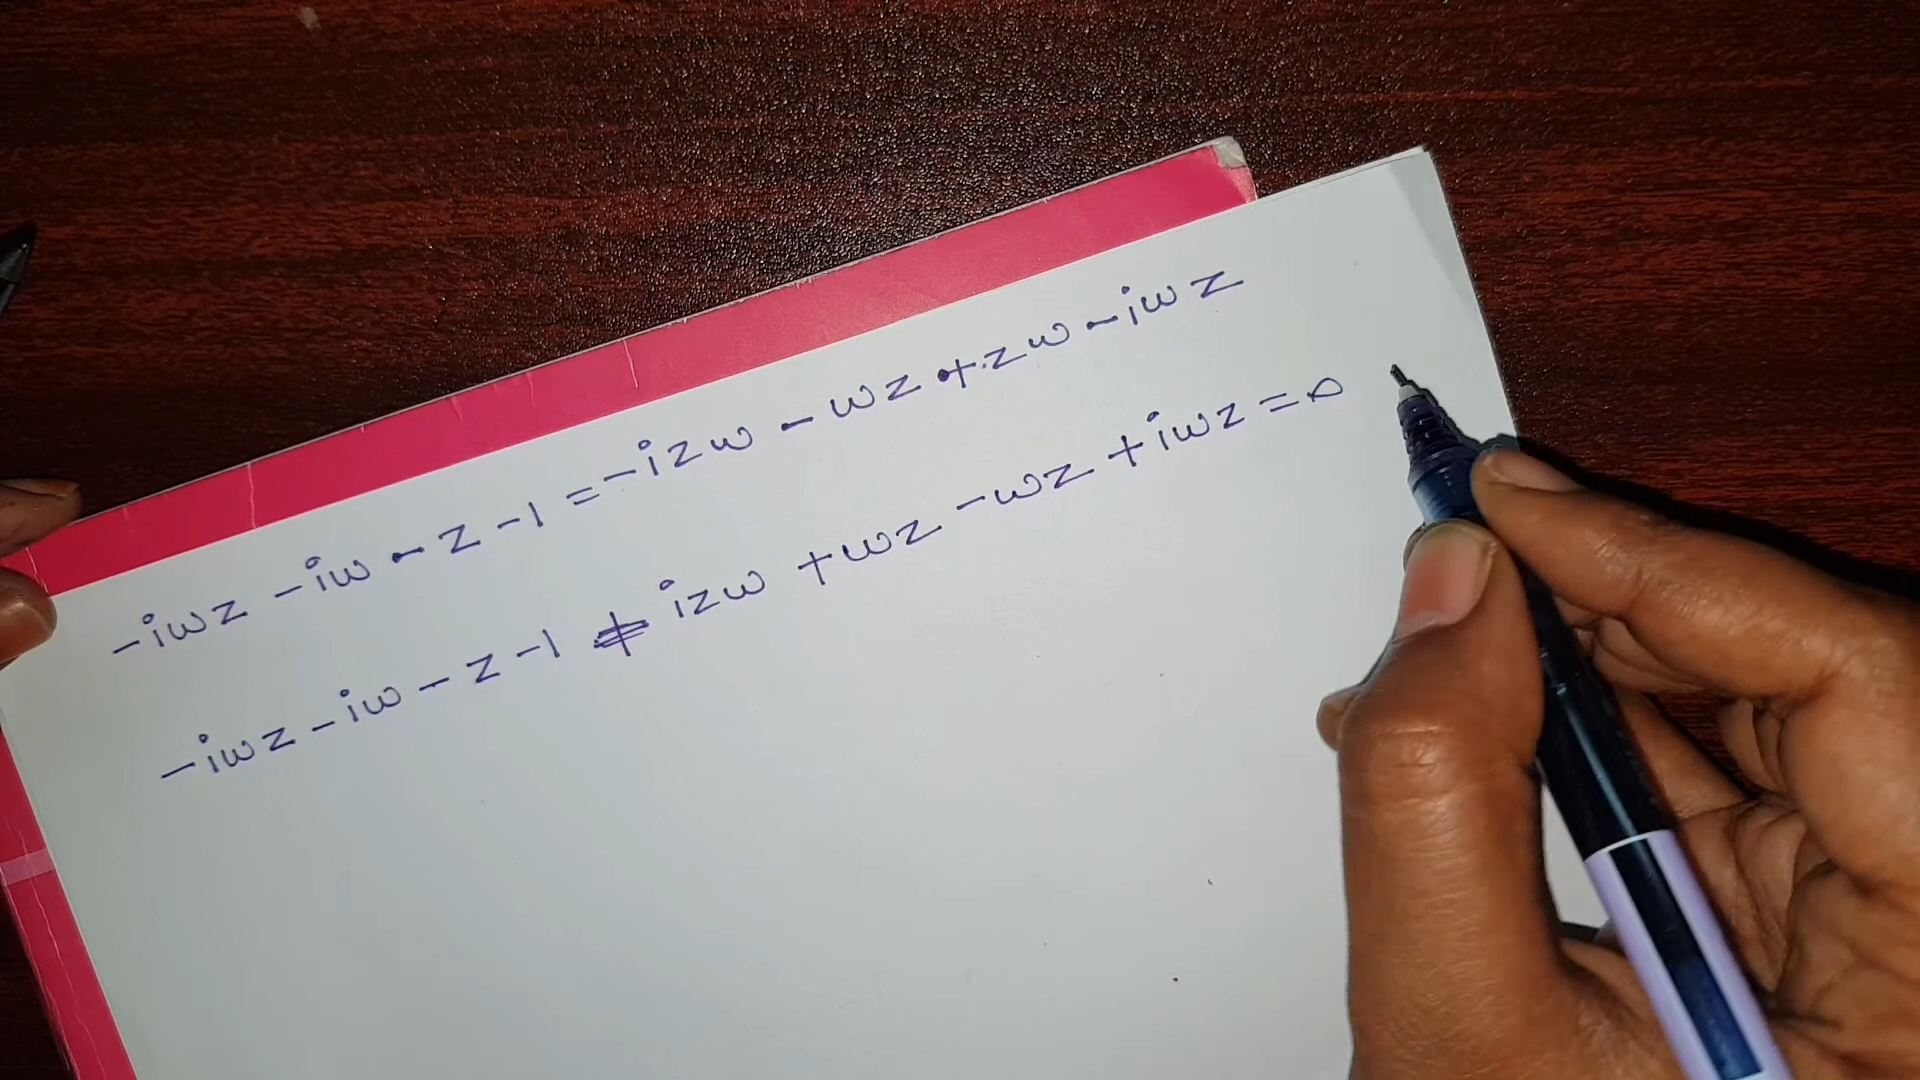 -iwz - iw - z - 1 = -izw - wz + zw - iwz
-iwz - iw - z - 1 + izw + wz - wz + iwz = 0